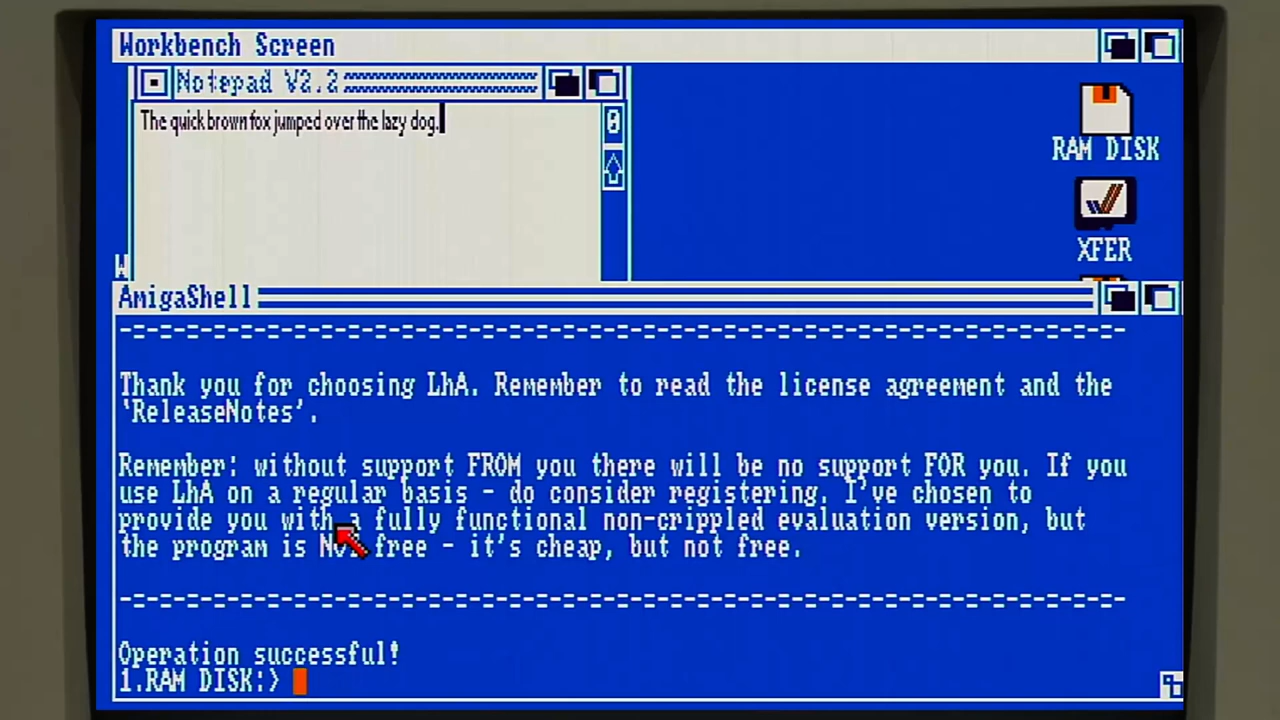 Workbench Screen
Notepad V2.2
The quick brown fox jumped over the lazy dog.
RAM DISK
XFER
W
AmigaShell
-=-=-=-=-=-=-=-=-=-=-=-=-=-=-=-=-=-=-=-=-=-=-=-=-=-=-=-=-=-=-=-=-=-=-=-=-
Thank you for choosing LhA. Remember to read the license agreement and the
'ReleaseNotes'.
Remember: without support FROM you there will be no support FOR you. If you
use LhA on a regular basis - do consider registering. I've chosen to
provide you with a fully functional non-crippled evaluation version, but
the program is NOT free - it's cheap, but not free.
-=-=-=-=-=-=-=-=-=-=-=-=-=-=-=-=-=-=-=-=-=-=-=-=-=-=-=-=-=-=-=-=-=-=-=-=-
Operation successful!
1.RAM DISK:>